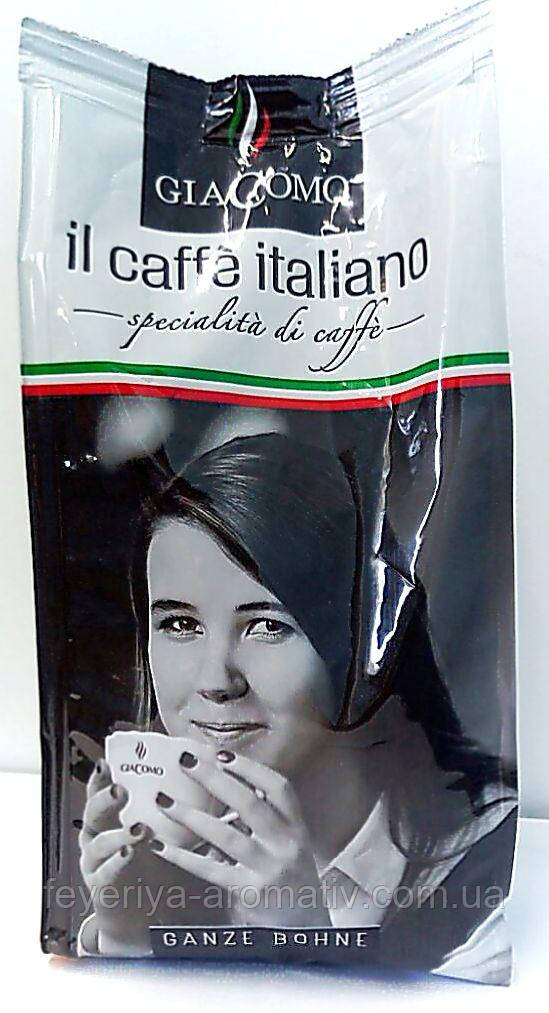 GIACOMO
il caffè italiano
specialità di caffè
GIACOMO
feyeriya-aromativ.com.ua
GANZE BOHNE